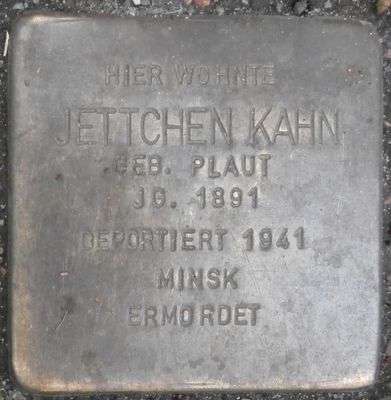 HIER WOHNTE
JETTCHEN KAHN
GEB. PLAUT
JG. 1891
DEPORTIERT 1941
MINSK
ERMORDET